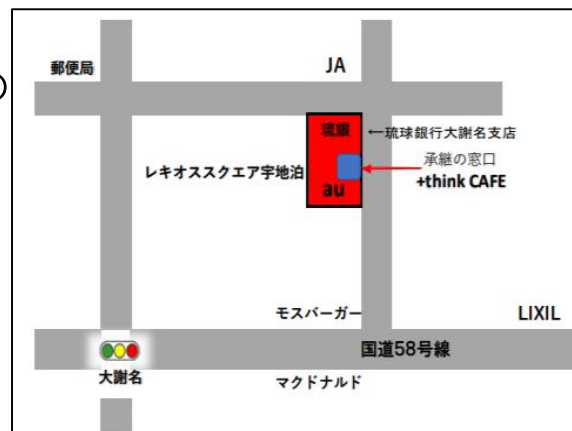 郵便局
JA
琉銀
←琉球銀行大謝名支店
承継の窓口
+think CAFE
レキオススクエア宇地泊
au
モスバーガー
LIXIL
国道58号線
大謝名
マクドナルド